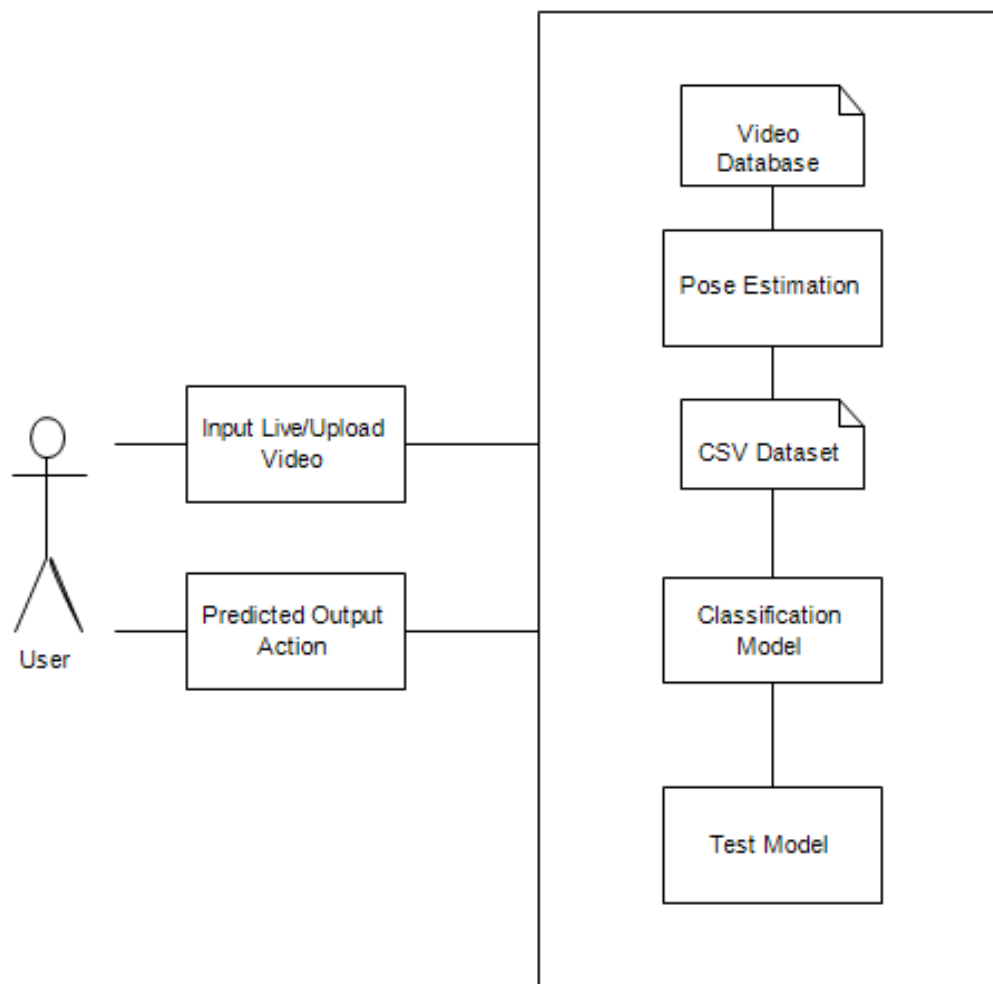 Video
Database
Pose Estimation
Input Live/Upload
Video
CSV Dataset
Predicted Output
Action
User
Classification
Model
Test Model